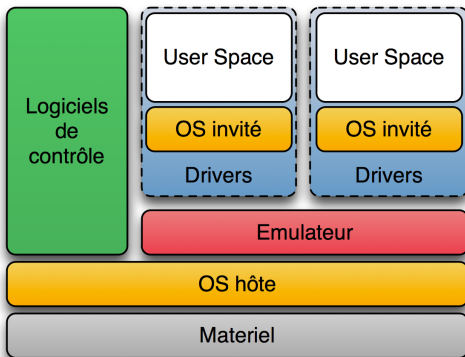 Logiciels
de
contrôle
User Space
OS invité
Drivers
User Space
OS invité
Drivers
Emulateur
OS hôte
Materiel